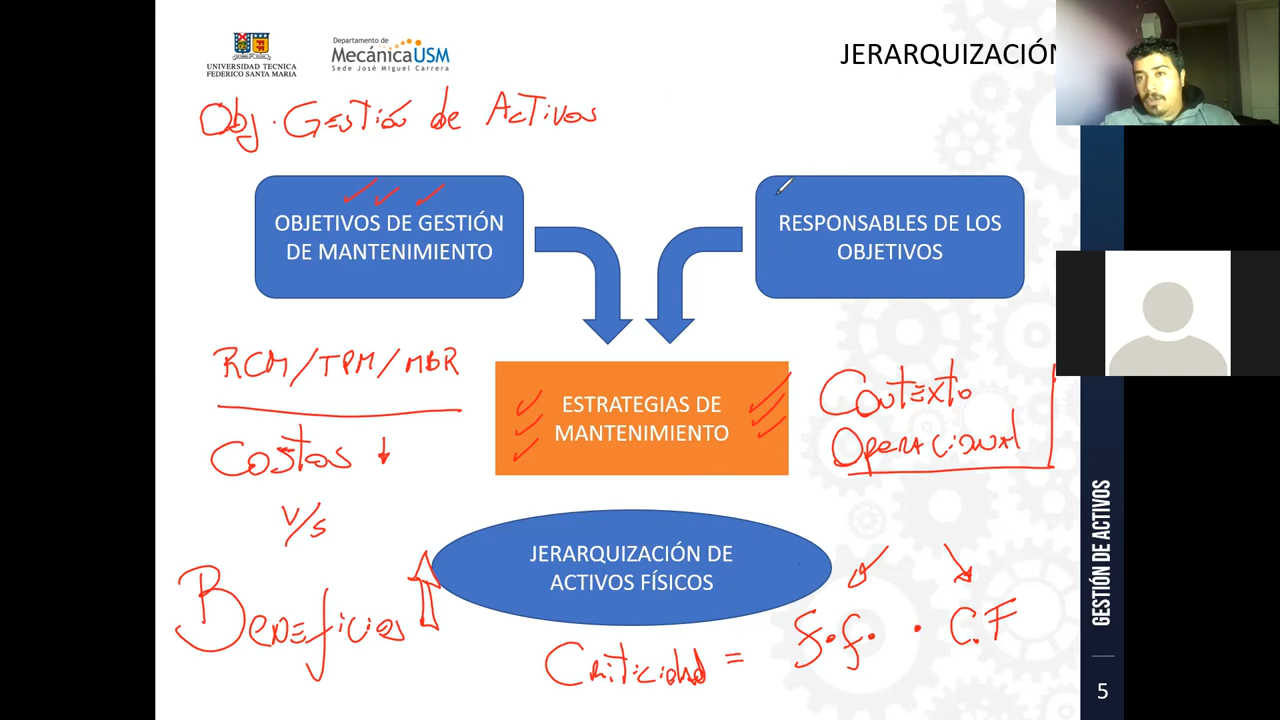 UNIVERSIDAD TECNICA
FEDERICO SANTA MARIA
Departamento de
MecánicaUSM
Sede José Miguel Carrera
JERARQUIZACIÓN
Obj. Gestión de Activos
OBJETIVOS DE GESTIÓN
DE MANTENIMIENTO
RESPONSABLES DE LOS
OBJETIVOS
RCM/TPM/MBR
Costos
v/s
Beneficios
ESTRATEGIAS DE
MANTENIMIENTO
Contexto
Operacional
JERARQUIZACIÓN DE
ACTIVOS FÍSICOS
Criticidad = f.f. · C.F
GESTIÓN DE ACTIVOS
5